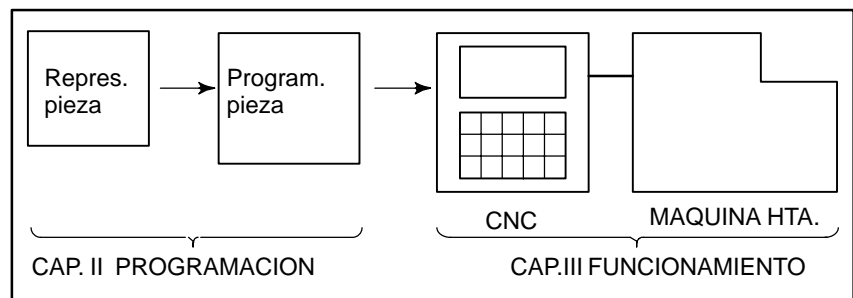 Repres.
pieza
Program.
pieza
CNC
MAQUINA HTA.
CAP. II PROGRAMACION
CAP.III FUNCIONAMIENTO